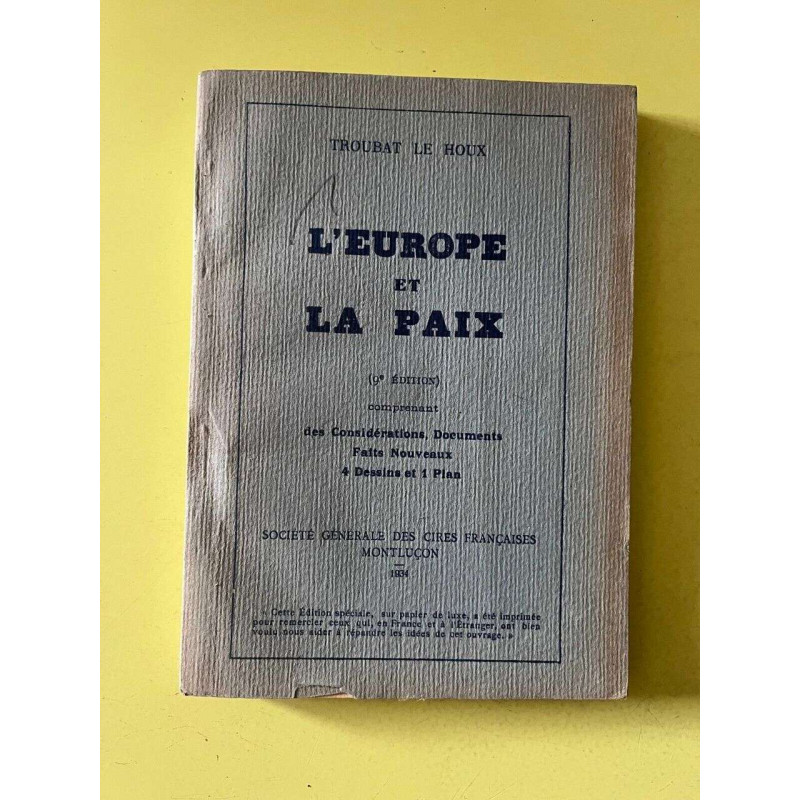 TROUBAT LE HOUX
L'EUROPE
ET
LA PAIX
(9e ÉDITION)
comprenant
des Considérations, Documents
Faits Nouveaux
4 Dessins et 1 Plan
SOCIÉTÉ GÉNÉRALE DES CIRES FRANÇAISES
MONTLUÇON
—
1934
« Cette Édition spéciale, sur papier de luxe, a été imprimée
pour remercier ceux qui, en France et à l'Étranger, ont bien
voulu nous aider à répandre les idées de cet ouvrage. »